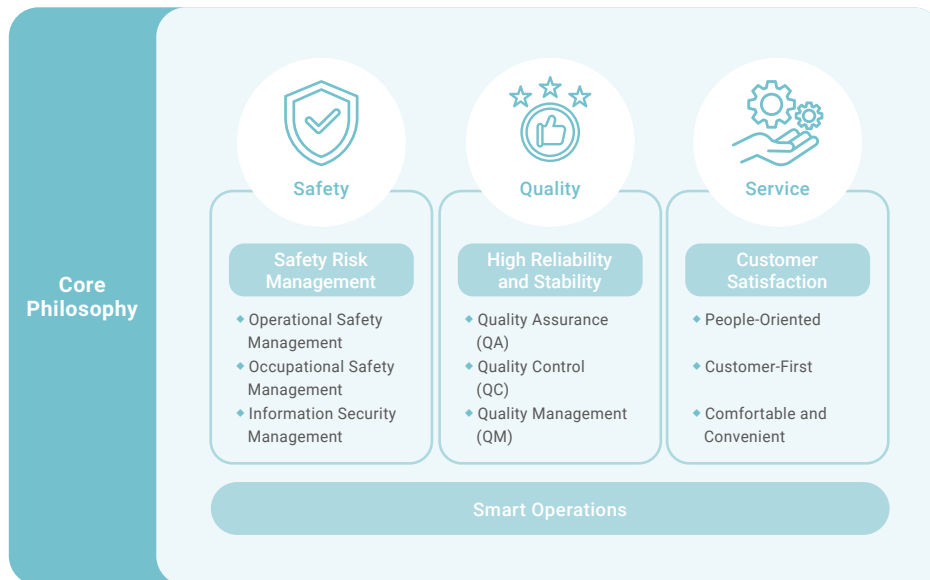 Core
Philosophy
Safety
Safety Risk
Management
Operational Safety
Management
Occupational Safety
Management
Information Security
Management
Quality
High Reliability
and Stability
Quality Assurance
(QA)
Quality Control
(QC)
Quality Management
(QM)
Service
Customer
Satisfaction
People-Oriented
Customer-First
Comfortable and
Convenient
Smart Operations